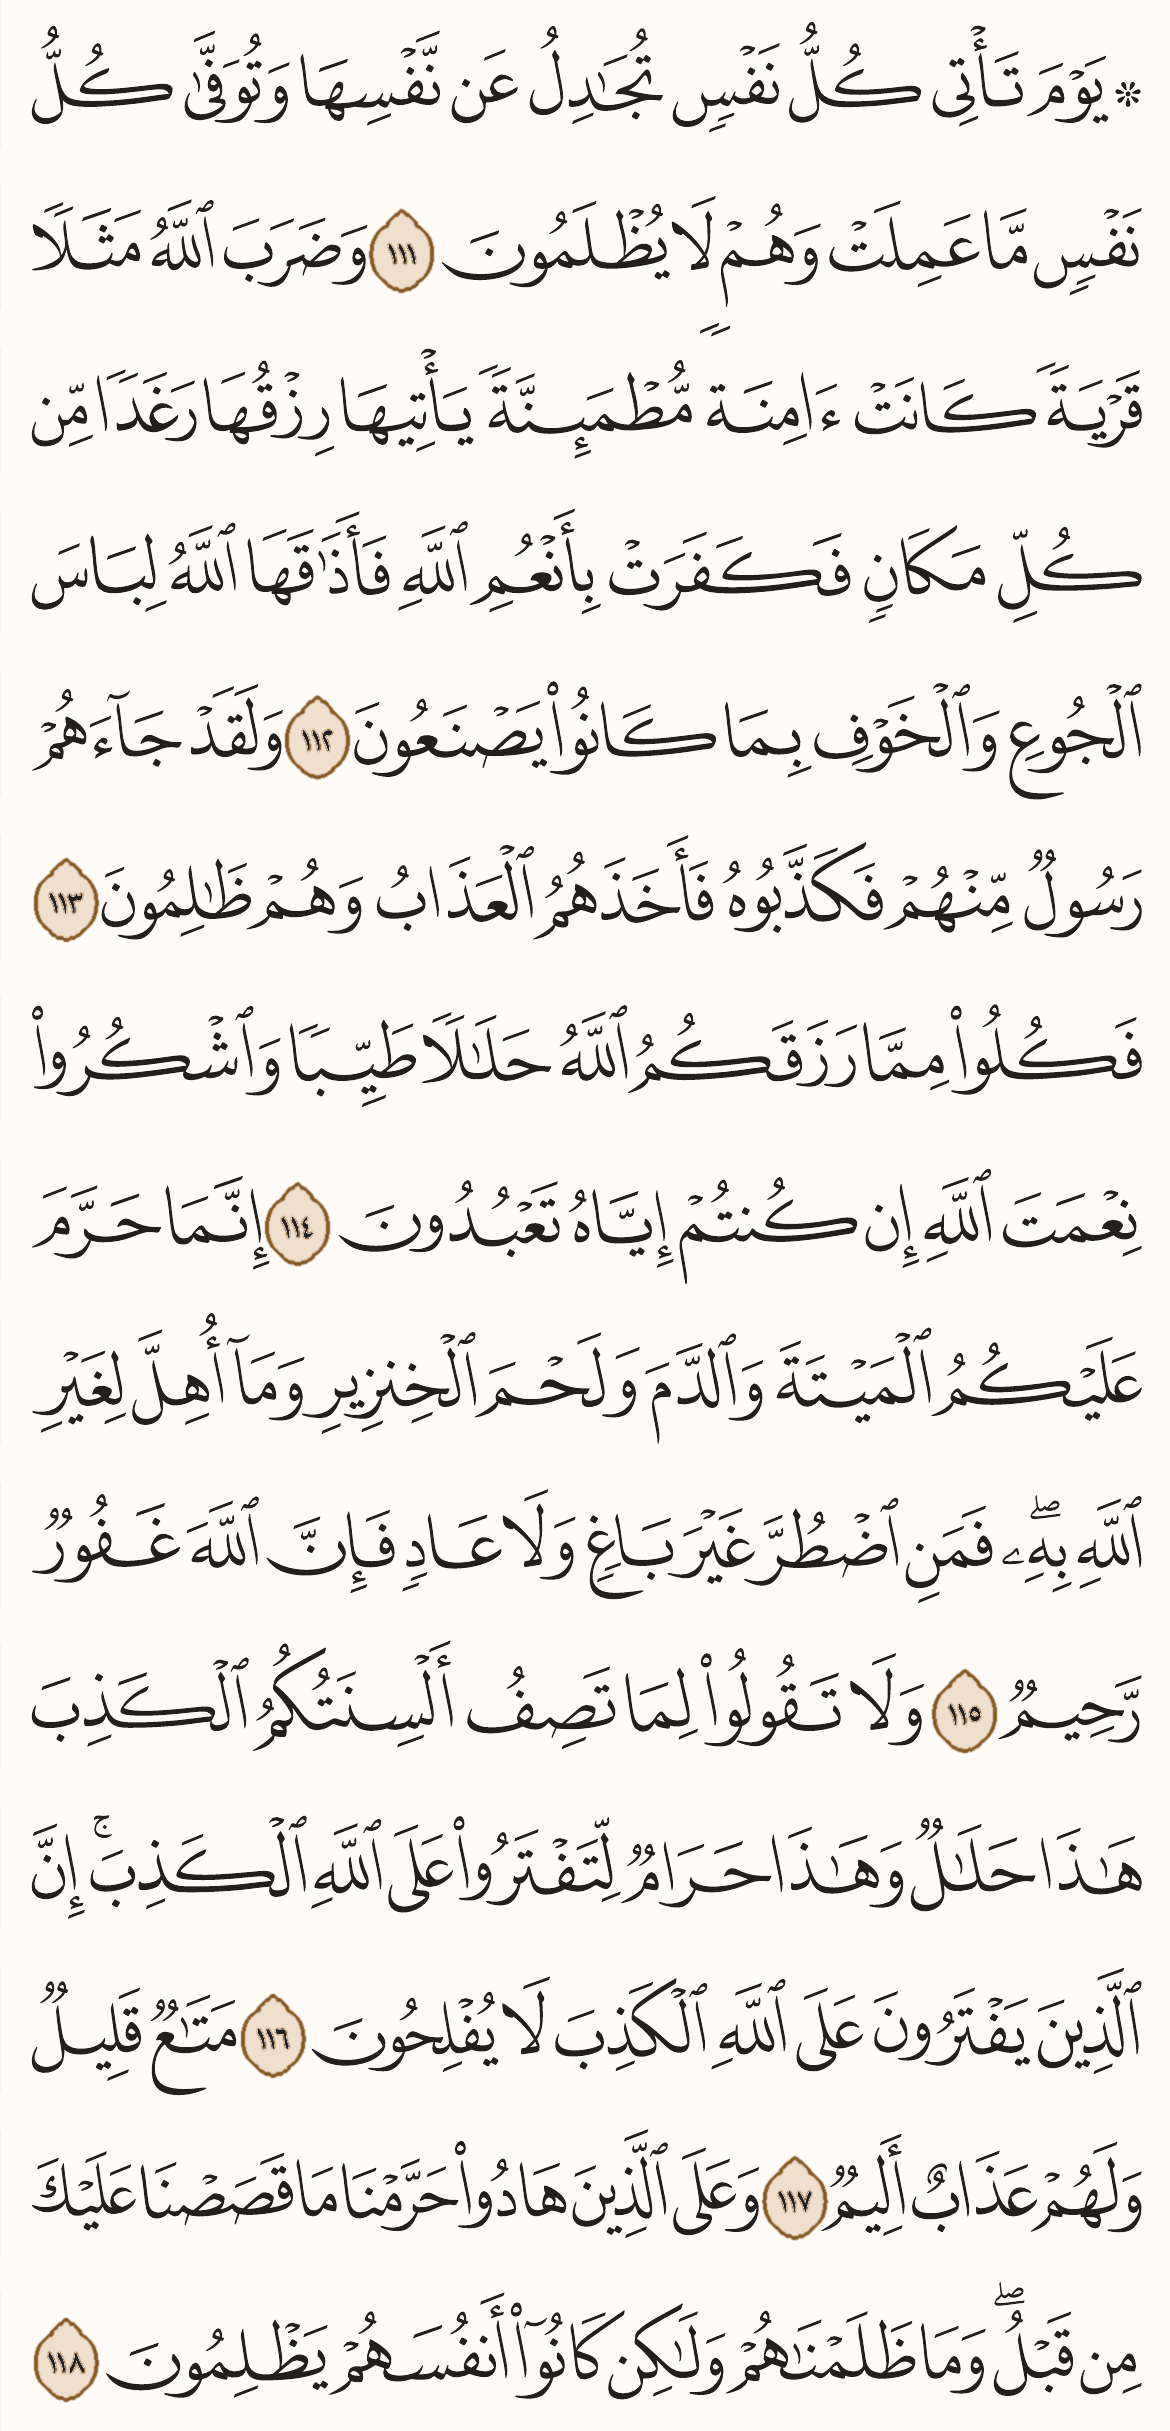 ۞ يَوۡمَ تَأۡتِي كُلُّ نَفۡسٖ تُجَٰدِلُ عَن نَّفۡسِهَا وَتُوَفَّىٰ كُلُّ
نَفۡسٖ مَّا عَمِلَتۡ وَهُمۡ لَا يُظۡلَمُونَ ١١١ وَضَرَبَ ٱللَّهُ مَثَلٗا
قَرۡيَةٗ كَانَتۡ ءَامِنَةٗ مُّطۡمَئِنَّةٗ يَأۡتِيهَا رِزۡقُهَا رَغَدٗا مِّن
كُلِّ مَكَانٖ فَكَفَرَتۡ بِأَنۡعُمِ ٱللَّهِ فَأَذَٰقَهَا ٱللَّهُ لِبَاسَ
ٱلۡجُوعِ وَٱلۡخَوۡفِ بِمَا كَانُواْ يَصۡنَعُونَ ١١٢ وَلَقَدۡ جَآءَهُمۡ
رَسُولٞ مِّنۡهُمۡ فَكَذَّبُوهُ فَأَخَذَهُمُ ٱلۡعَذَابُ وَهُمۡ ظَٰلِمُونَ ١١٣
فَكُلُواْ مِمَّا رَزَقَكُمُ ٱللَّهُ حَلَٰلٗا طَيِّبٗا وَٱشۡكُرُواْ
نِعۡمَتَ ٱللَّهِ إِن كُنتُمۡ إِيَّاهُ تَعۡبُدُونَ ١١٤ إِنَّمَا حَرَّمَ
عَلَيۡكُمُ ٱلۡمَيۡتَةَ وَٱلدَّمَ وَلَحۡمَ ٱلۡخِنزِيرِ وَمَآ أُهِلَّ لِغَيۡرِ
ٱللَّهِ بِهِۦۖ فَمَنِ ٱضۡطُرَّ غَيۡرَ بَاغٖ وَلَا عَادٖ فَإِنَّ ٱللَّهَ غَفُورٞ
رَّحِيمٞ ١١٥ وَلَا تَقُولُواْ لِمَا تَصِفُ أَلۡسِنَتُكُمُ ٱلۡكَذِبَ
هَٰذَا حَلَٰلٞ وَهَٰذَا حَرَامٞ لِّتَفۡتَرُواْ عَلَى ٱللَّهِ ٱلۡكَذِبَۚ إِنَّ
ٱلَّذِينَ يَفۡتَرُونَ عَلَى ٱللَّهِ ٱلۡكَذِبَ لَا يُفۡلِحُونَ ١١٦ مَتَٰعٞ قَلِيلٞ
وَلَهُمۡ عَذَابٌ أَلِيمٞ ١١٧ وَعَلَى ٱلَّذِينَ هَادُواْ حَرَّمۡنَا مَا قَصَصۡنَا عَلَيۡكَ
مِن قَبۡلُۖ وَمَا ظَلَمۡنَٰهُمۡ وَلَٰكِن كَانُوٓاْ أَنفُسَهُمۡ يَظۡلِمُونَ ١١٨